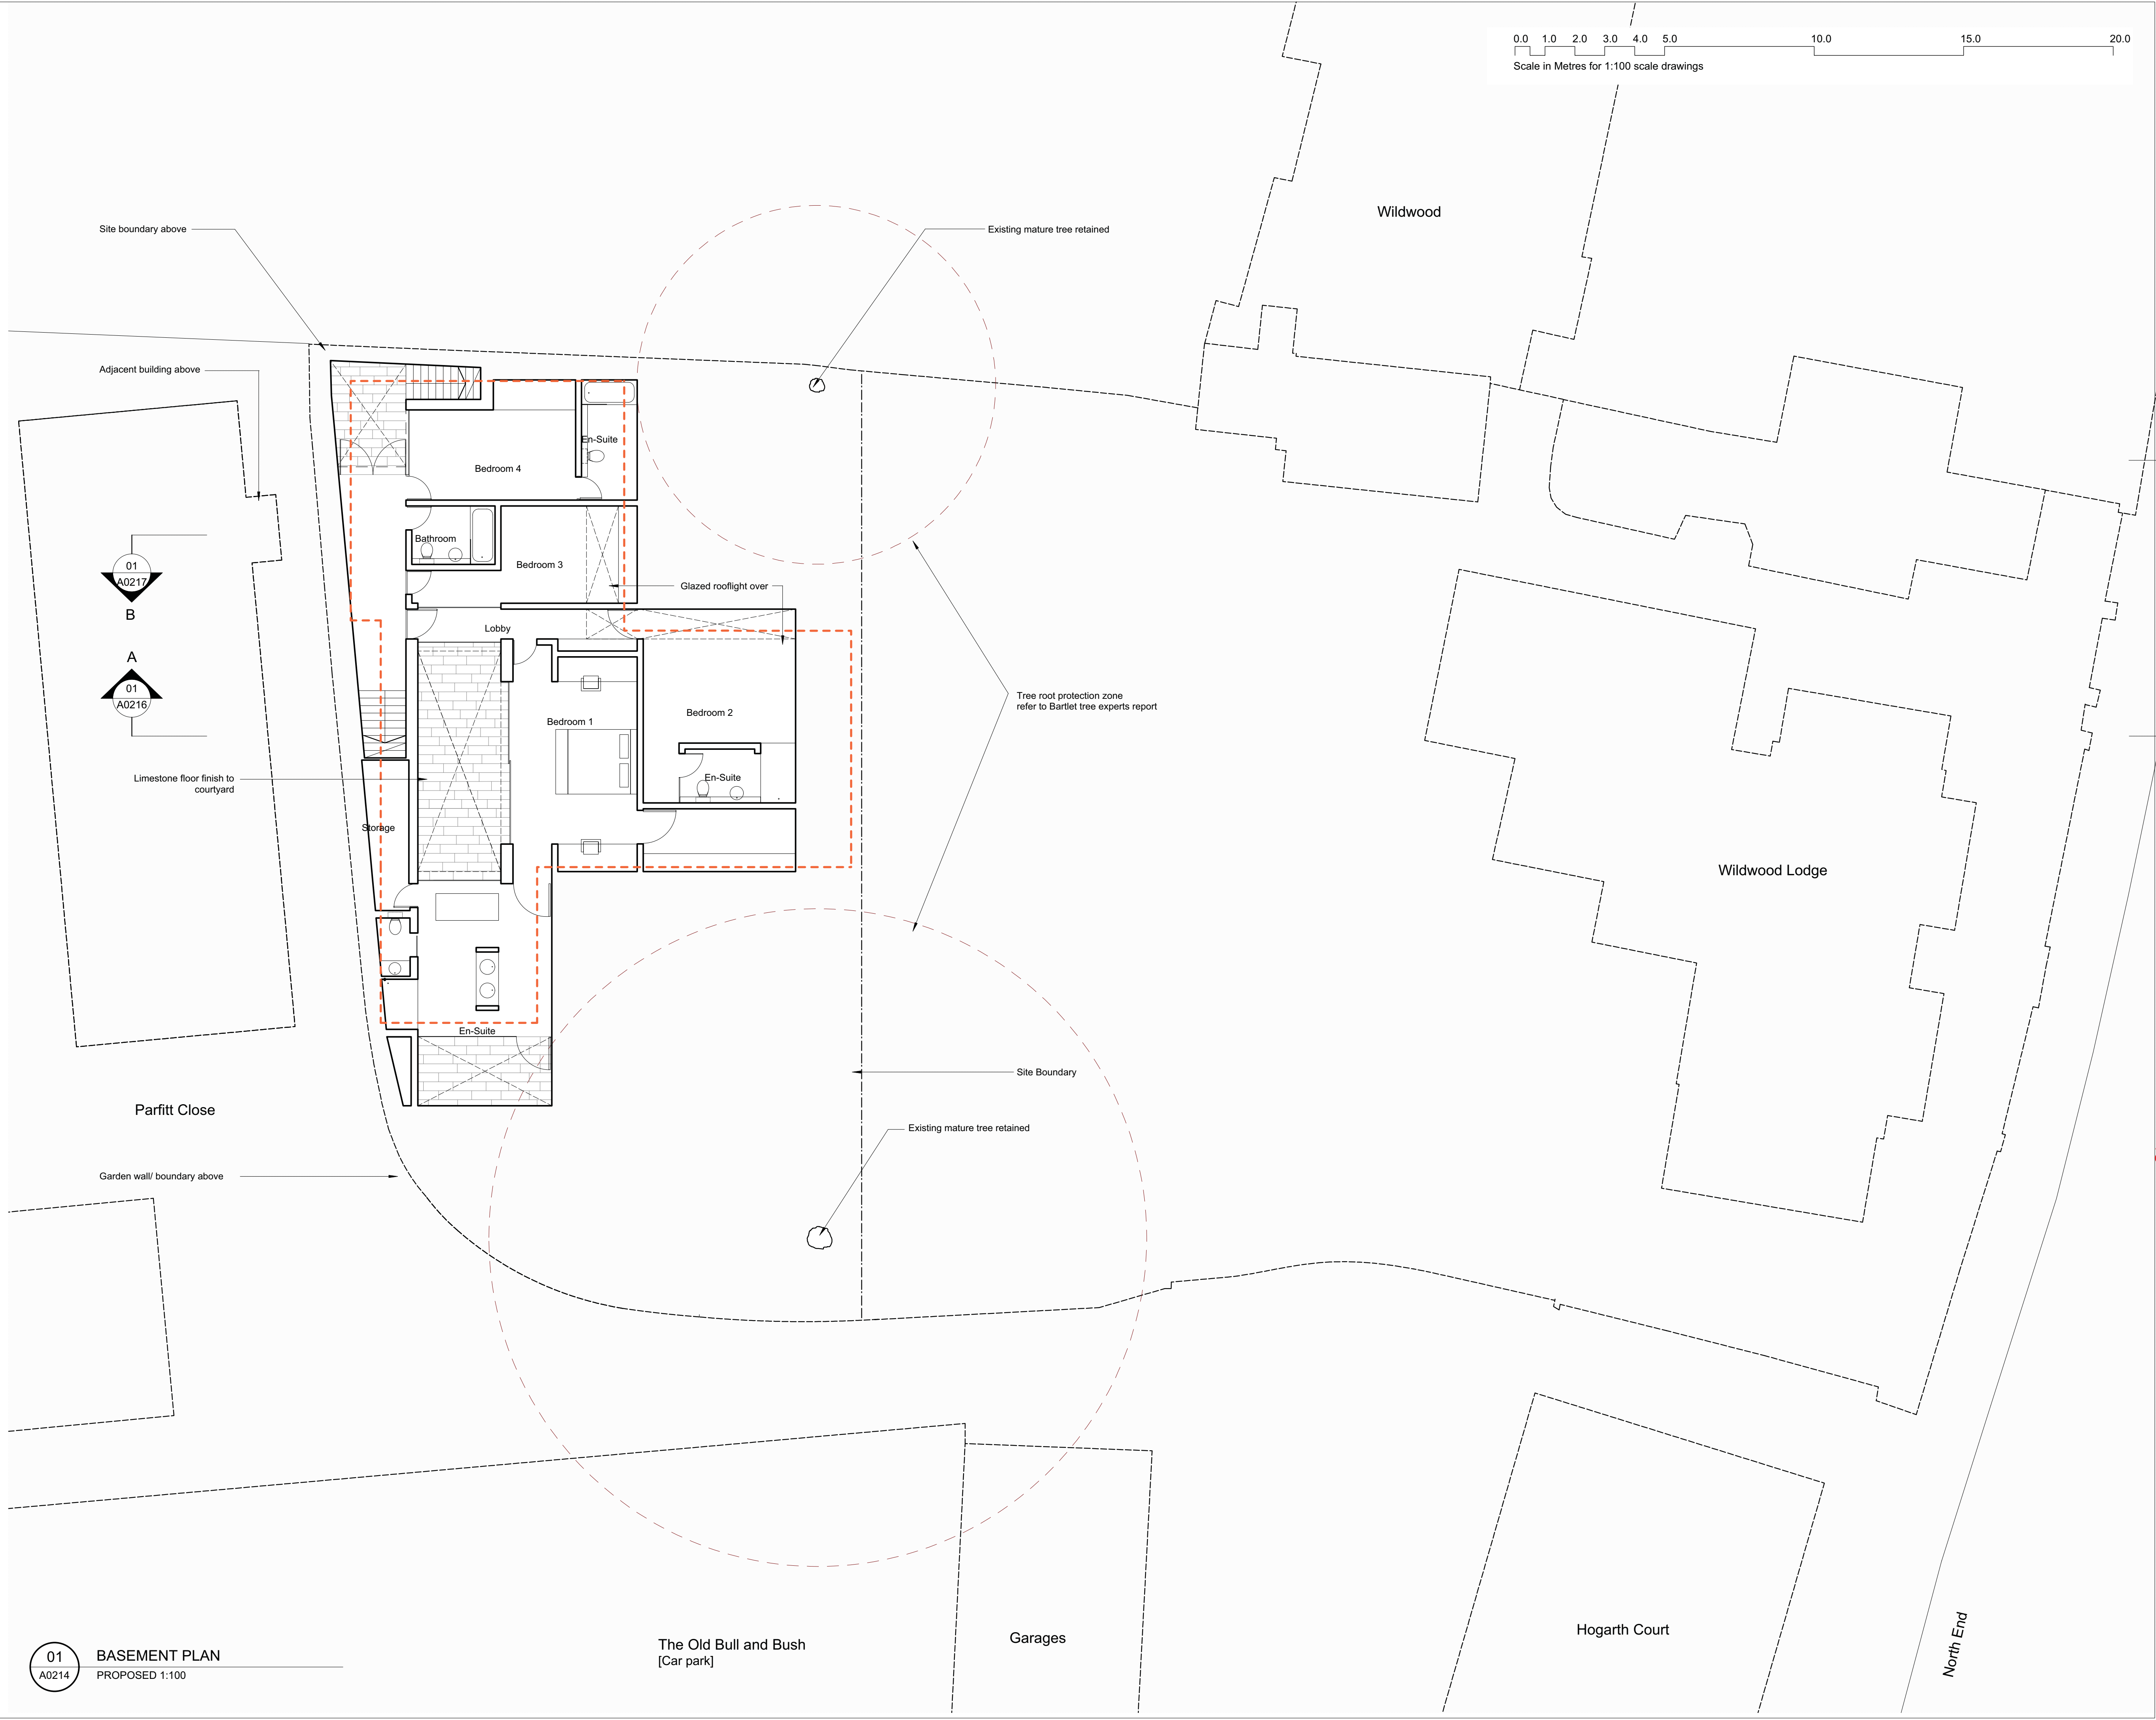 0.0 1.0 2.0 3.0 4.0 5.0 10.0 15.0 20.0
Scale in Metres for 1:100 scale drawings
Wildwood
Site boundary above
Existing mature tree retained
Adjacent building above
En-Suite
Bedroom 4
Bathroom
Bedroom 3
01
A0217
B
Glazed rooflight over
Lobby
A
01
A0216
Tree root protection zone
refer to Bartlet tree experts report
Bedroom 2
Bedroom 1
Limestone floor finish to
courtyard
En-Suite
Storage
Wildwood Lodge
En-Suite
Site Boundary
Parfitt Close
Existing mature tree retained
Garden wall/ boundary above
01
A0214
BASEMENT PLAN
PROPOSED 1:100
The Old Bull and Bush
[Car park]
Garages
Hogarth Court
North End